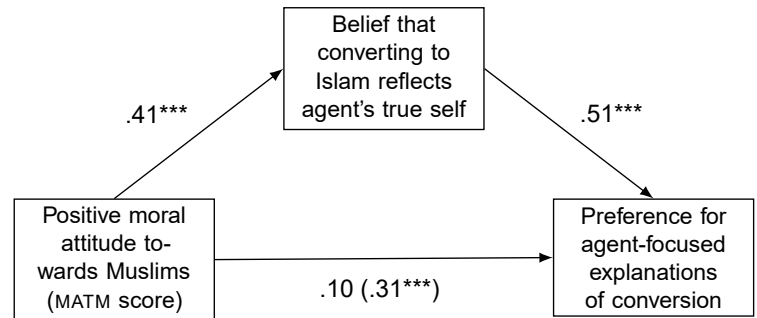 Belief that
converting to
Islam reflects
agent's true self
.41***
.51***
Positive moral
attitude to-
wards Muslims
(MATM score)
Preference for
agent-focused
explanations
of conversion
.10 (.31***)